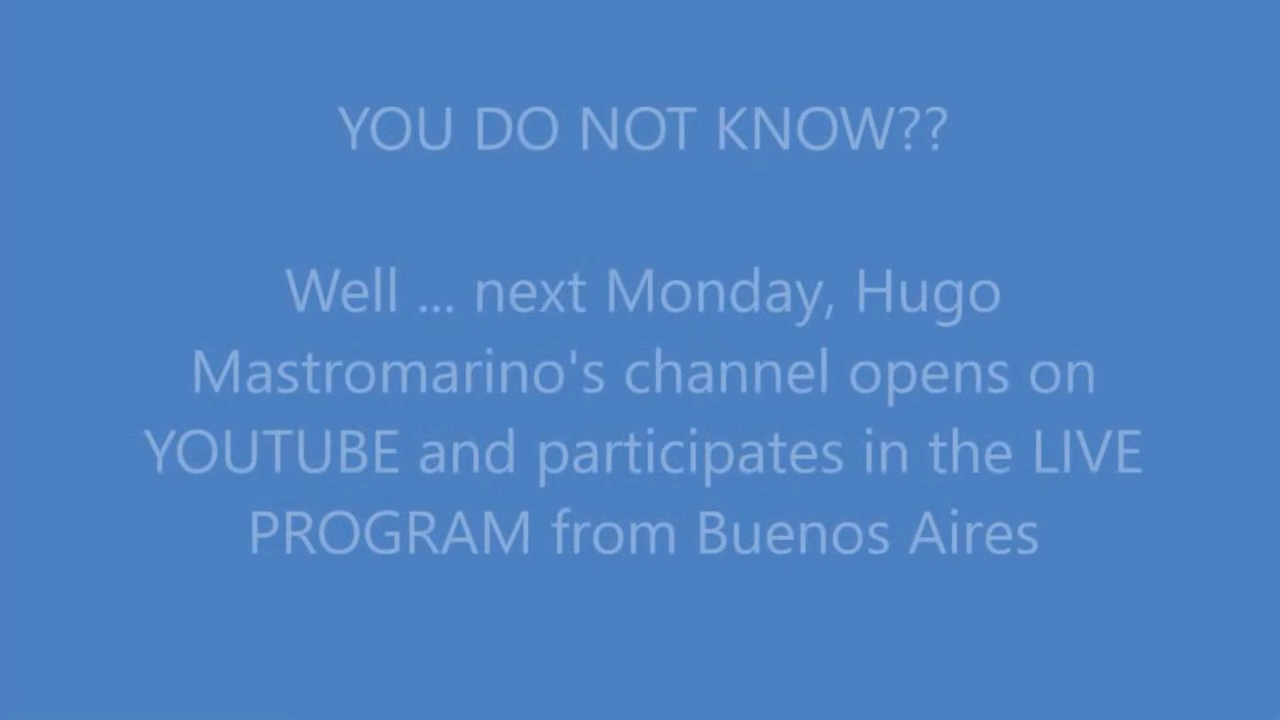 YOU DO NOT KNOW??
Well ... next Monday, Hugo
Mastromarino's channel opens on
YOUTUBE and participates in the LIVE
PROGRAM from Buenos Aires